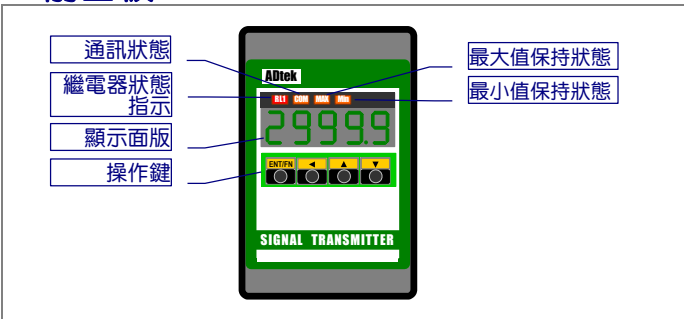 通訊狀態
繼電器狀態
指示
顯示面版
操作鍵
最大值保持狀態
最小值保持狀態
ADtek
RL1 COM MAX Min
2999.9
ENT/FN ◄ ▲ ▼
SIGNAL TRANSMITTER